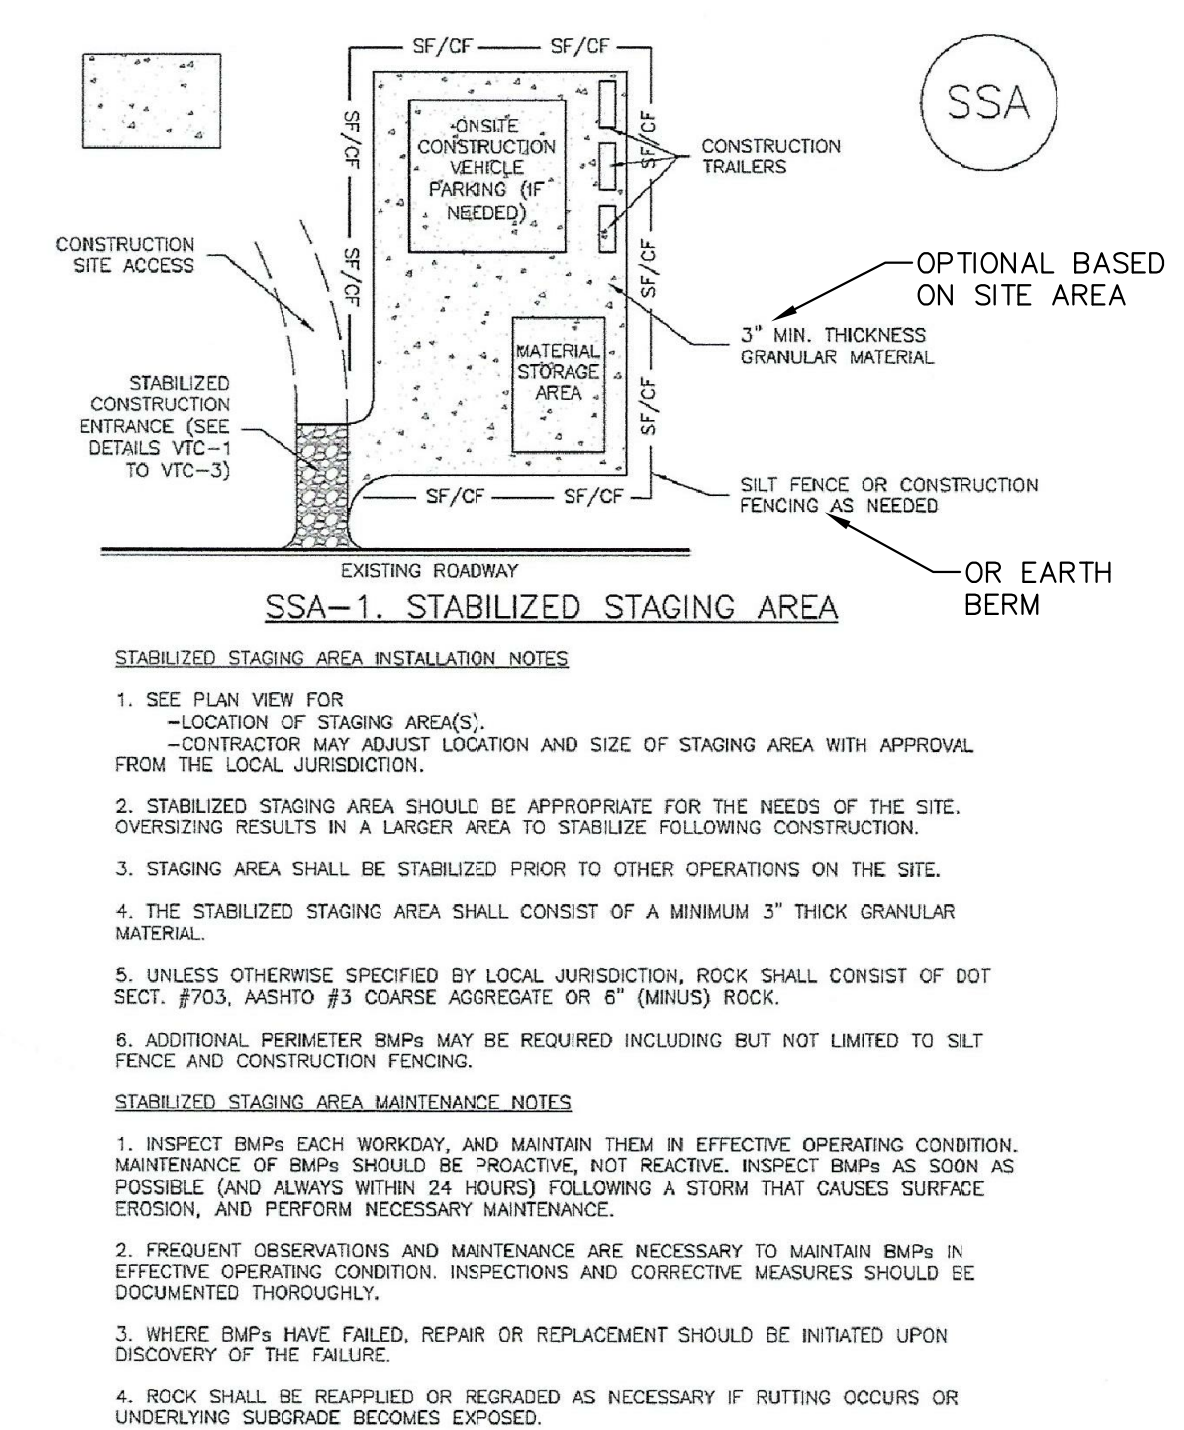 SF/CF
SF/CF
SSA
SF/CF
SF/CF
SF/CF
SF/CF
SF/CF
SF/CF
SF/CF
ONSITE
CONSTRUCTION
VEHICLE
PARKING (IF
NEEDED)
CONSTRUCTION
TRAILERS
CONSTRUCTION
SITE ACCESS
OPTIONAL BASED
ON SITE AREA
3" MIN. THICKNESS
GRANULAR MATERIAL
MATERIAL
STORAGE
AREA
STABILIZED
CONSTRUCTION
ENTRANCE (SEE
DETAILS VTC-1
TO VTC-3)
SILT FENCE OR CONSTRUCTION
FENCING AS NEEDED
OR EARTH
BERM
EXISTING ROADWAY
SSA-1. STABILIZED STAGING AREA
STABILIZED STAGING AREA INSTALLATION NOTES
1. SEE PLAN VIEW FOR
-LOCATION OF STAGING AREA(S).
-CONTRACTOR MAY ADJUST LOCATION AND SIZE OF STAGING AREA WITH APPROVAL
FROM THE LOCAL JURISDICTION.
2. STABILIZED STAGING AREA SHOULD BE APPROPRIATE FOR THE NEEDS OF THE SITE.
OVERSIZING RESULTS IN A LARGER AREA TO STABILIZE FOLLOWING CONSTRUCTION.
3. STAGING AREA SHALL BE STABILIZED PRIOR TO OTHER OPERATIONS ON THE SITE.
4. THE STABILIZED STAGING AREA SHALL CONSIST OF A MINIMUM 3" THICK GRANULAR
MATERIAL.
5. UNLESS OTHERWISE SPECIFIED BY LOCAL JURISDICTION, ROCK SHALL CONSIST OF DOT
SECT. #703, AASHTO #3 COARSE AGGREGATE OR 6" (MINUS) ROCK.
6. ADDITIONAL PERIMETER BMPs MAY BE REQUIRED INCLUDING BUT NOT LIMITED TO SILT
FENCE AND CONSTRUCTION FENCING.
STABILIZED STAGING AREA MAINTENANCE NOTES
1. INSPECT BMPs EACH WORKDAY, AND MAINTAIN THEM IN EFFECTIVE OPERATING CONDITION.
MAINTENANCE OF BMPs SHOULD BE PROACTIVE, NOT REACTIVE. INSPECT BMPs AS SOON AS
POSSIBLE (AND ALWAYS WITHIN 24 HOURS) FOLLOWING A STORM THAT CAUSES SURFACE
EROSION, AND PERFORM NECESSARY MAINTENANCE.
2. FREQUENT OBSERVATIONS AND MAINTENANCE ARE NECESSARY TO MAINTAIN BMPs IN
EFFECTIVE OPERATING CONDITION. INSPECTIONS AND CORRECTIVE MEASURES SHOULD BE
DOCUMENTED THOROUGHLY.
3. WHERE BMPs HAVE FAILED, REPAIR OR REPLACEMENT SHOULD BE INITIATED UPON
DISCOVERY OF THE FAILURE.
4. ROCK SHALL BE REAPPLIED OR REGRADED AS NECESSARY IF RUTTING OCCURS OR
UNDERLYING SUBGRADE BECOMES EXPOSED.